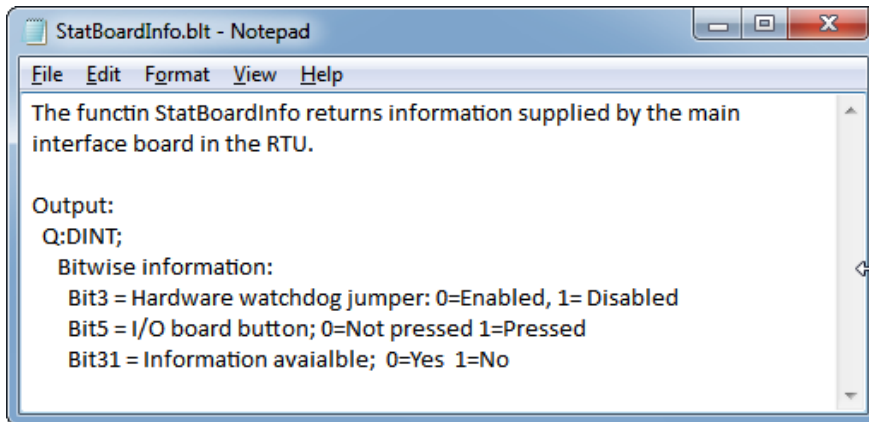 StatBoardInfo.blt - Notepad
File Edit Format View Help
The functin StatBoardInfo returns information supplied by the main
interface board in the RTU.
Output:
Q:DINT;
Bitwise information:
Bit3 = Hardware watchdog jumper: 0=Enabled, 1= Disabled
Bit5 = I/O board button; 0=Not pressed 1=Pressed
Bit31 = Information avaialble; 0=Yes 1=No